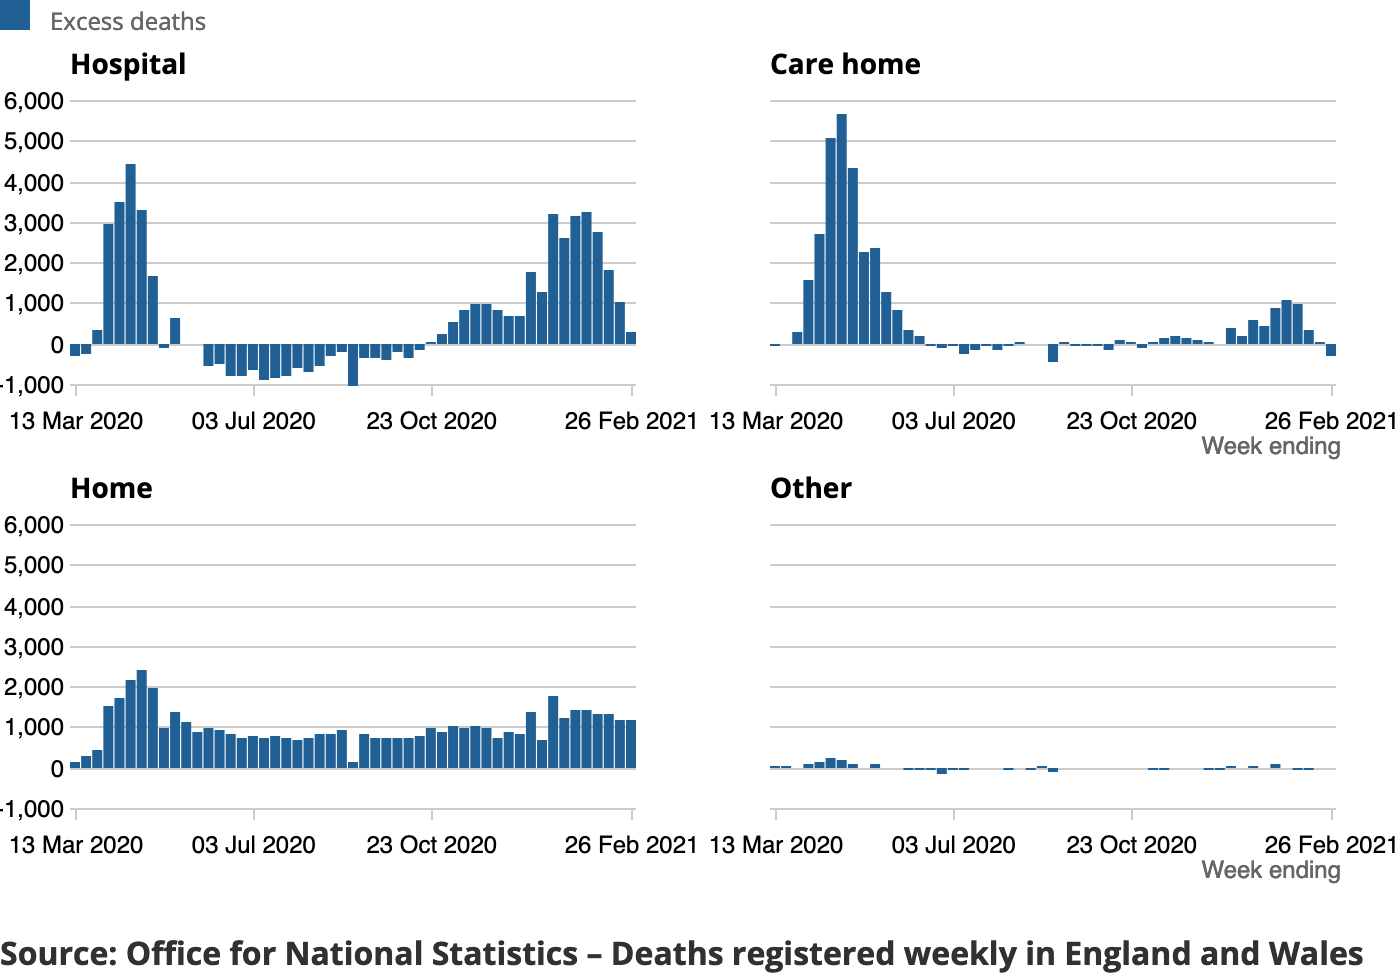 Excess deaths
Hospital
6,000
5,000
4,000
3,000
2,000
1,000
0
-1,000
13 Mar 2020 03 Jul 2020 23 Oct 2020 26 Feb 2021
Care home
13 Mar 2020 03 Jul 2020 23 Oct 2020 26 Feb 2021
Week ending
Home
6,000
5,000
4,000
3,000
2,000
1,000
0
-1,000
13 Mar 2020 03 Jul 2020 23 Oct 2020 26 Feb 2021
Other
13 Mar 2020 03 Jul 2020 23 Oct 2020 26 Feb 2021
Week ending
Source: Office for National Statistics – Deaths registered weekly in England and Wales